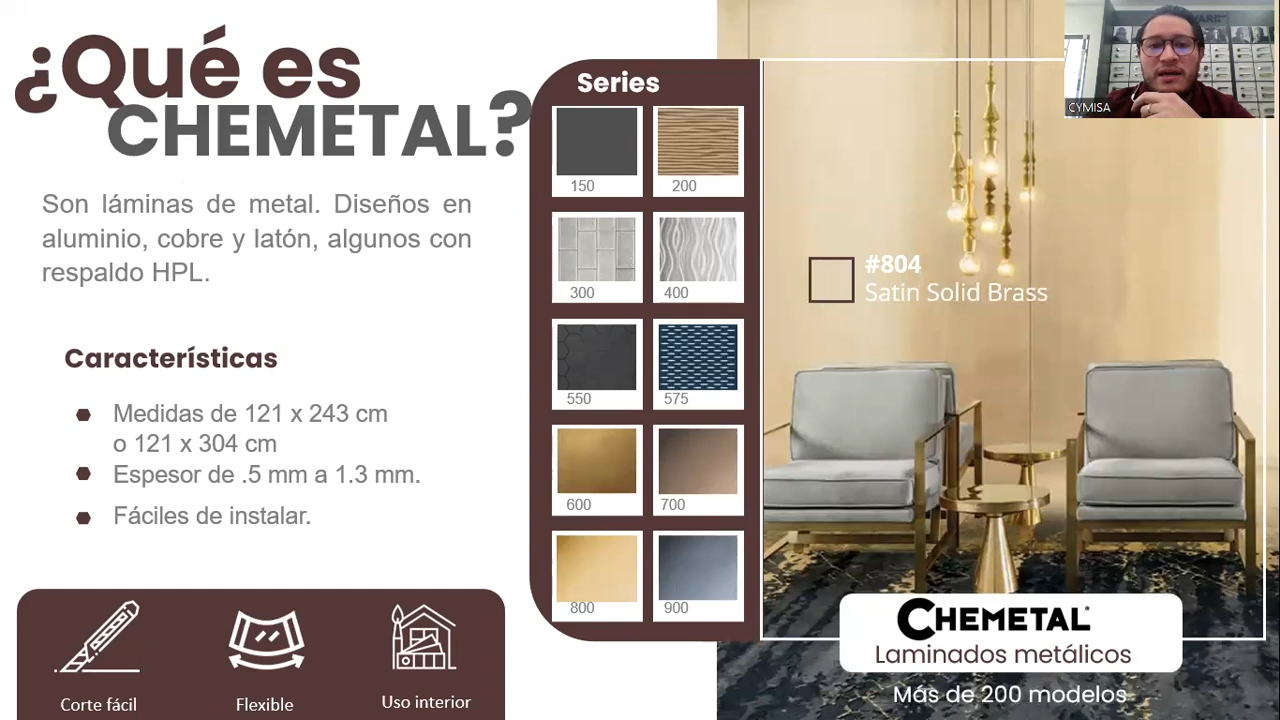 ¿Qué es
CHEMETAL?
Son láminas de metal. Diseños en
aluminio, cobre y latón, algunos con
respaldo HPL.
Características
Medidas de 121 x 243 cm
o 121 x 304 cm
Espesor de .5 mm a 1.3 mm.
Fáciles de instalar.
Corte fácil
Flexible
Uso interior
Series
150
200
300
400
550
575
600
700
800
900
CYMISA
#804
Satin Solid Brass
CHEMETAL®
Laminados metálicos
Más de 200 modelos